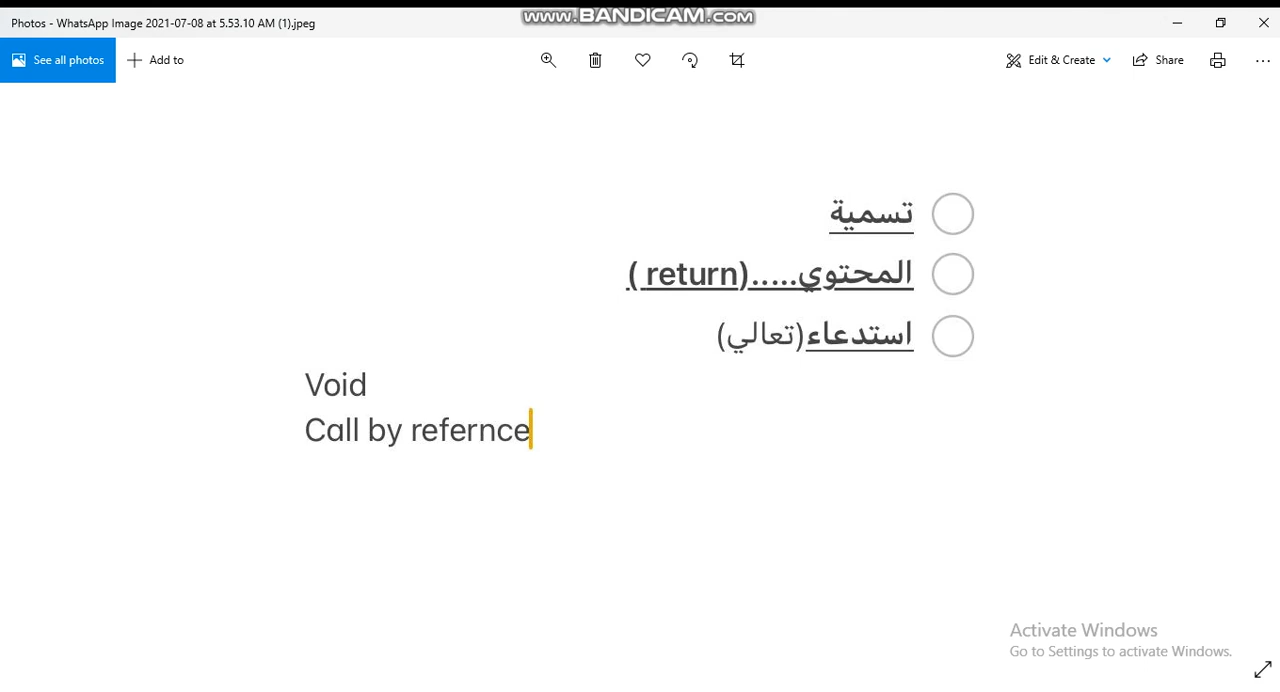 www.BANDICAM.com
Photos - WhatsApp Image 2021-07-08 at 5.53.10 AM (1).jpeg
See all photos
Add to
Edit & Create
Share
تسمية
المحتوي.....(return )
استدعاء(تعالي)
Void
Call by refernce
Activate Windows
Go to Settings to activate Windows.